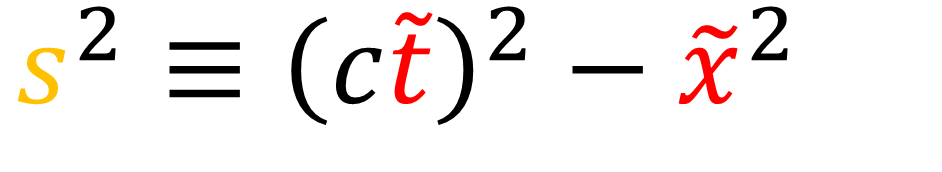 s² ≡ (ct̃)² − x̃²